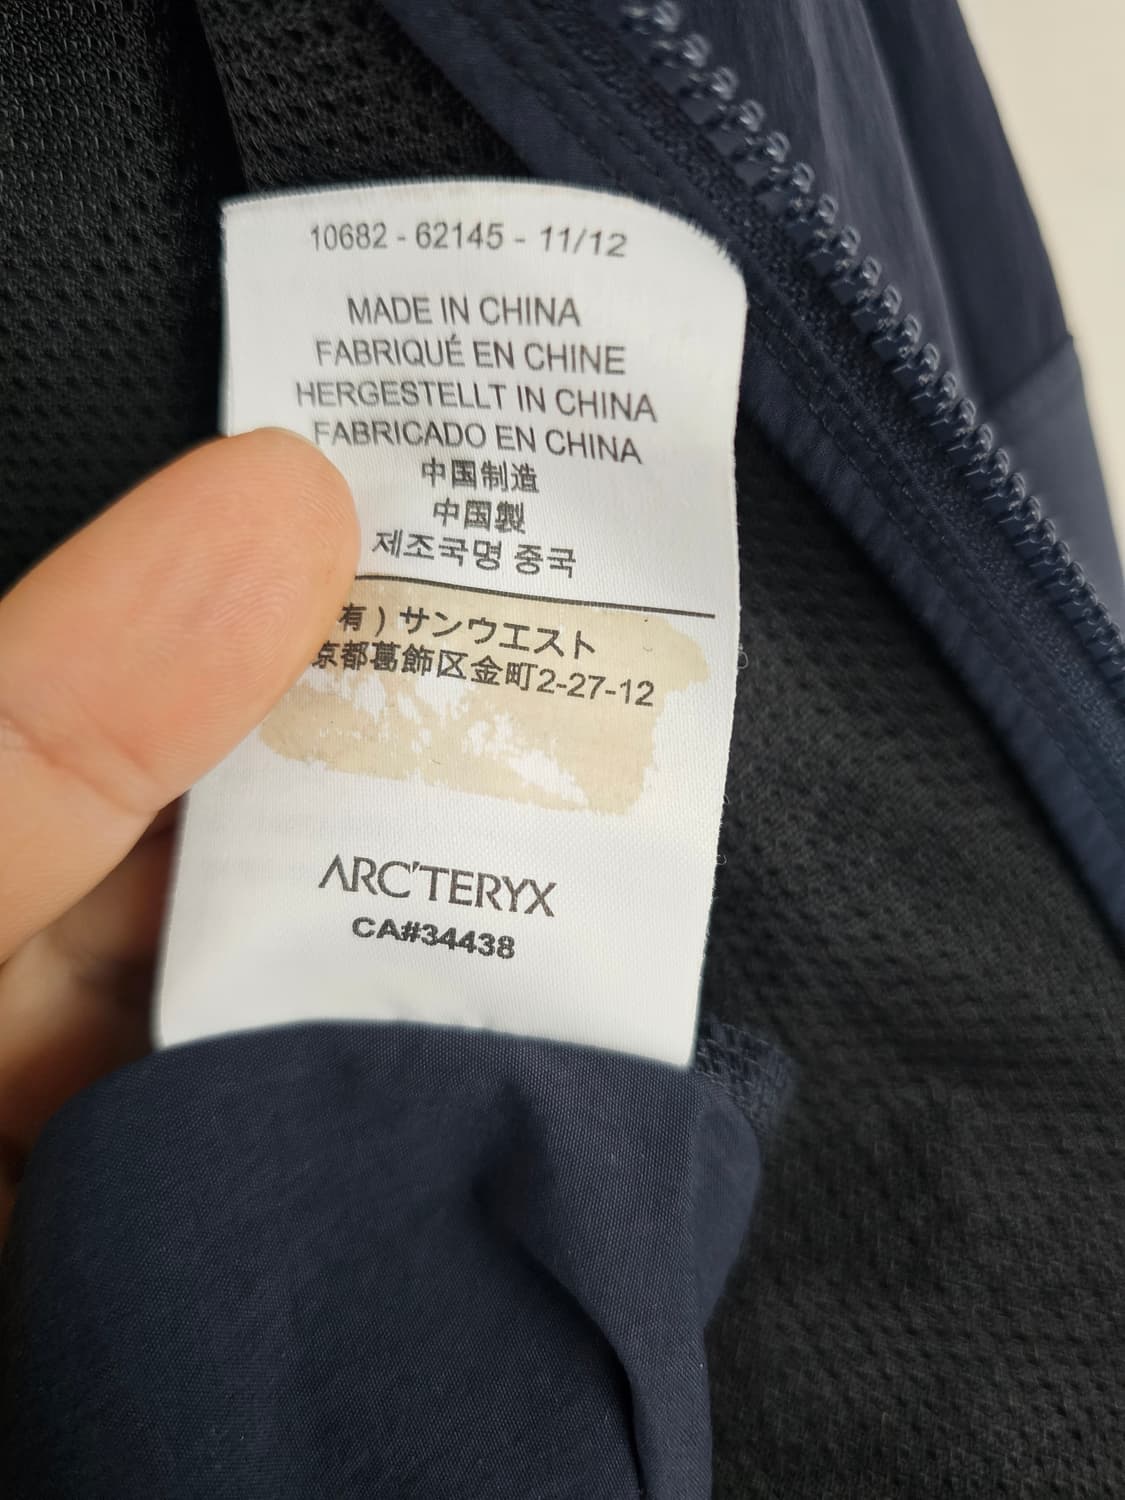 10682 - 62145 - 11/12
MADE IN CHINA
FABRIQUÉ EN CHINE
HERGESTELLT IN CHINA
FABRICADO EN CHINA
中国制造
中国製
제조국명 중국
有）サンウエスト
京都葛飾区金町2-27-12
ARC'TERYX
CA#34438